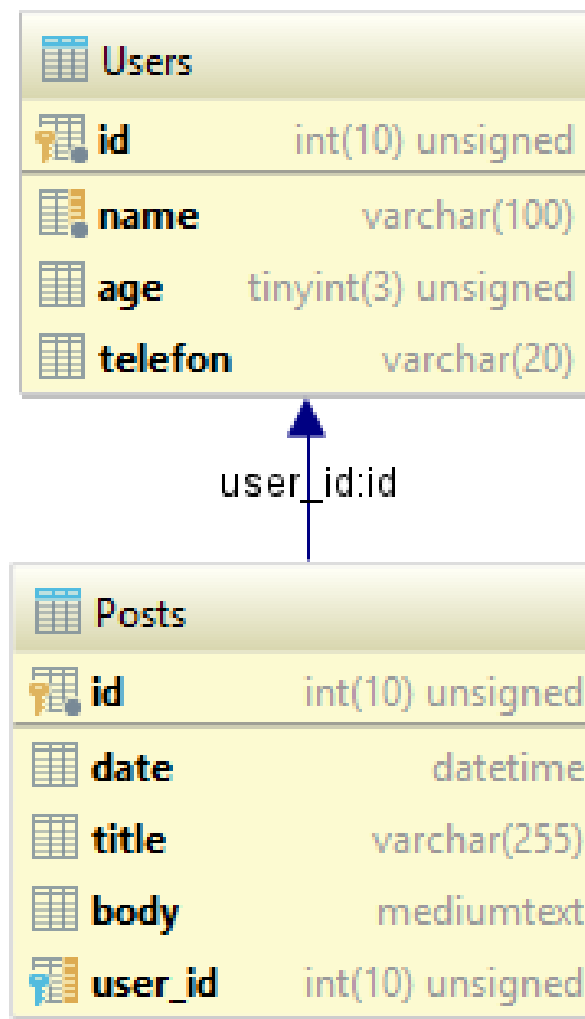 Users
id int(10) unsigned
name varchar(100)
age tinyint(3) unsigned
telefon varchar(20)
user_id:id
Posts
id int(10) unsigned
date datetime
title varchar(255)
body mediumtext
user_id int(10) unsigned